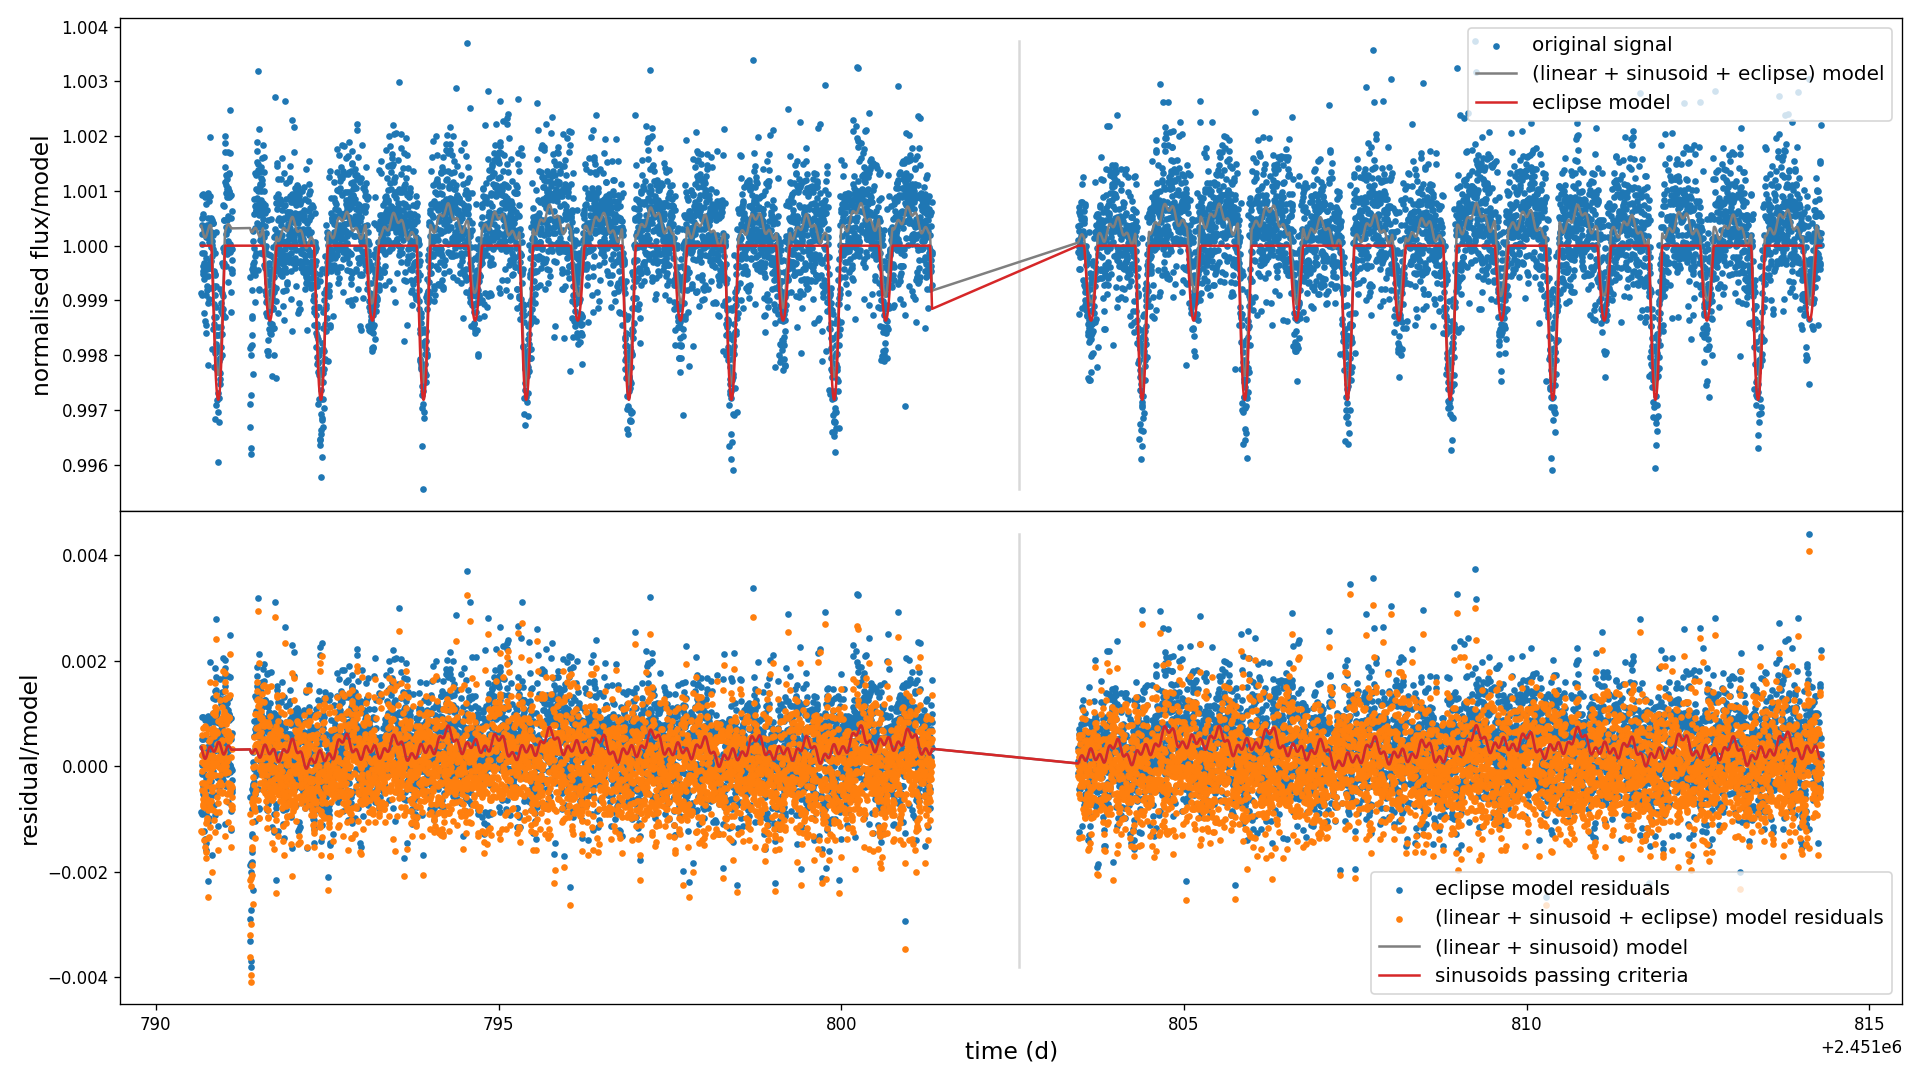 1.004
1.003
1.002
1.001
1.000
0.999
0.998
0.997
0.996
normalised flux/model
original signal
(linear + sinusoid + eclipse) model
eclipse model
0.004
0.002
0.000
−0.002
−0.004
residual/model
eclipse model residuals
(linear + sinusoid + eclipse) model residuals
(linear + sinusoid) model
sinusoids passing criteria
790
795
800
805
810
815
time (d)
+2.451e6